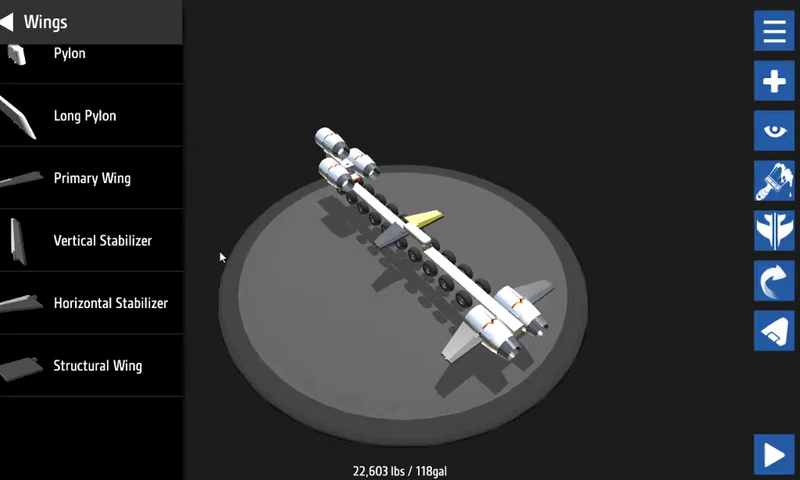 Wings
Pylon
Long Pylon
Primary Wing
Vertical Stabilizer
Horizontal Stabilizer
Structural Wing
22,603 lbs / 118gal